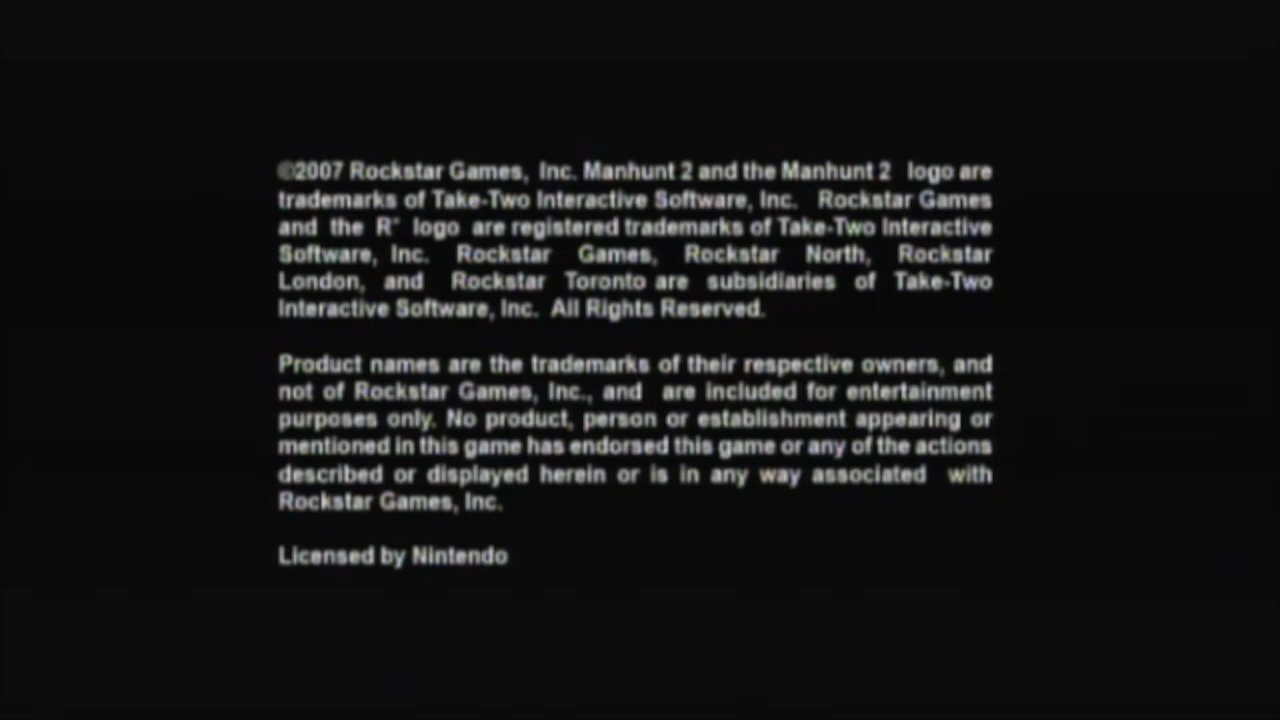 ©2007 Rockstar Games, Inc. Manhunt 2 and the Manhunt 2 logo are
trademarks of Take-Two Interactive Software, Inc. Rockstar Games
and the R* logo are registered trademarks of Take-Two Interactive
Software, Inc. Rockstar Games, Rockstar North, Rockstar
London, and Rockstar Toronto are subsidiaries of Take-Two
Interactive Software, Inc. All Rights Reserved.
Product names are the trademarks of their respective owners, and
not of Rockstar Games, Inc., and are included for entertainment
purposes only. No product, person or establishment appearing or
mentioned in this game has endorsed this game or any of the actions
described or displayed herein or is in any way associated with
Rockstar Games, Inc.
Licensed by Nintendo